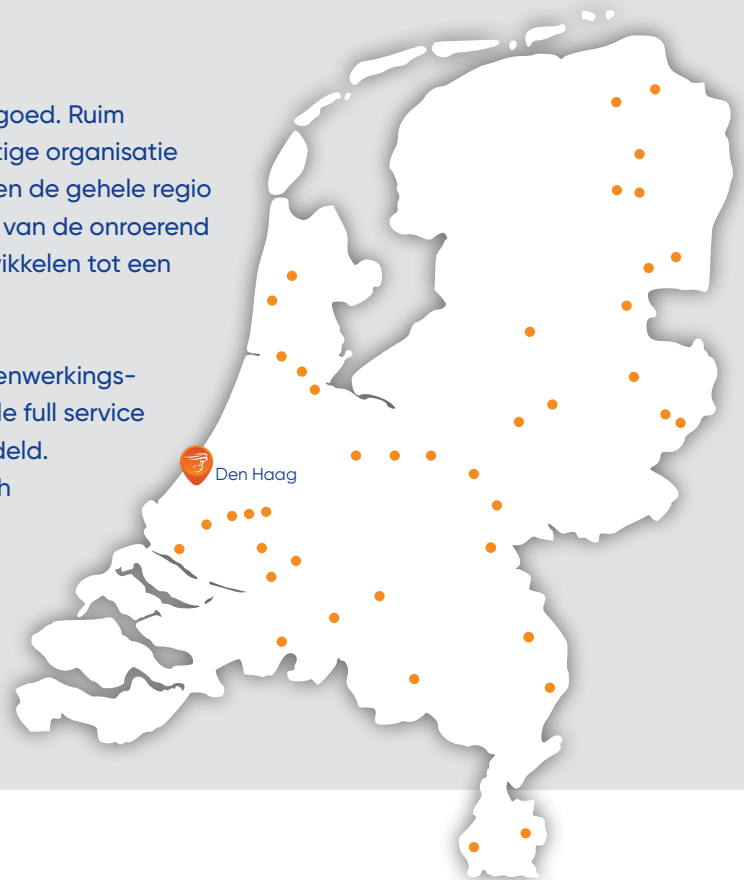 goed. Ruim
tige organisatie
en de gehele regio
van de onroerend
vikkelen tot een
enwerkings-
le full service
deld.
h
Den Haag